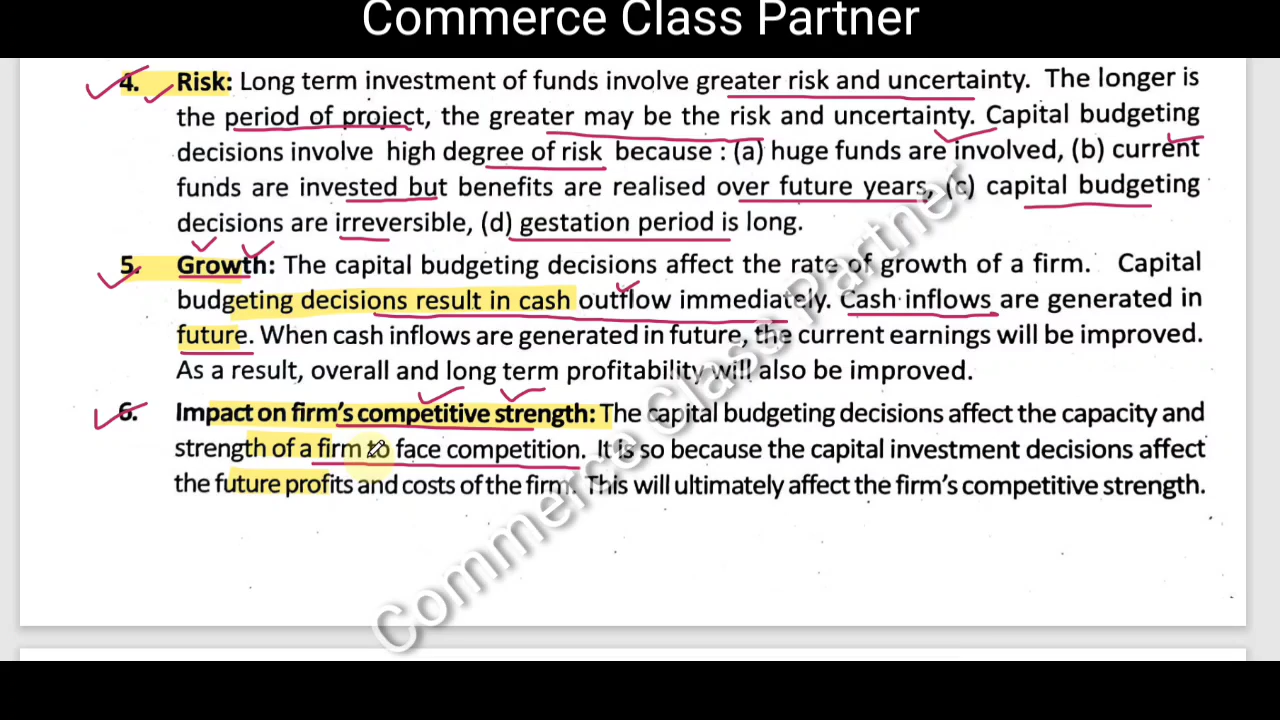 Commerce Class Partner
4. Risk: Long term investment of funds involve greater risk and uncertainty. The longer is
the period of project, the greater may be the risk and uncertainty. Capital budgeting
decisions involve high degree of risk because : (a) huge funds are involved, (b) current
funds are invested but benefits are realised over future years, (c) capital budgeting
decisions are irreversible, (d) gestation period is long.
5. Growth: The capital budgeting decisions affect the rate of growth of a firm. Capital
budgeting decisions result in cash outflow immediately. Cash inflows are generated in
future. When cash inflows are generated in future, the current earnings will be improved.
As a result, overall and long term profitability will also be improved.
6. Impact on firm's competitive strength: The capital budgeting decisions affect the capacity and
strength of a firm to face competition. It is so because the capital investment decisions affect
the future profits and costs of the firm. This will ultimately affect the firm's competitive strength.
Commerce Class Partner